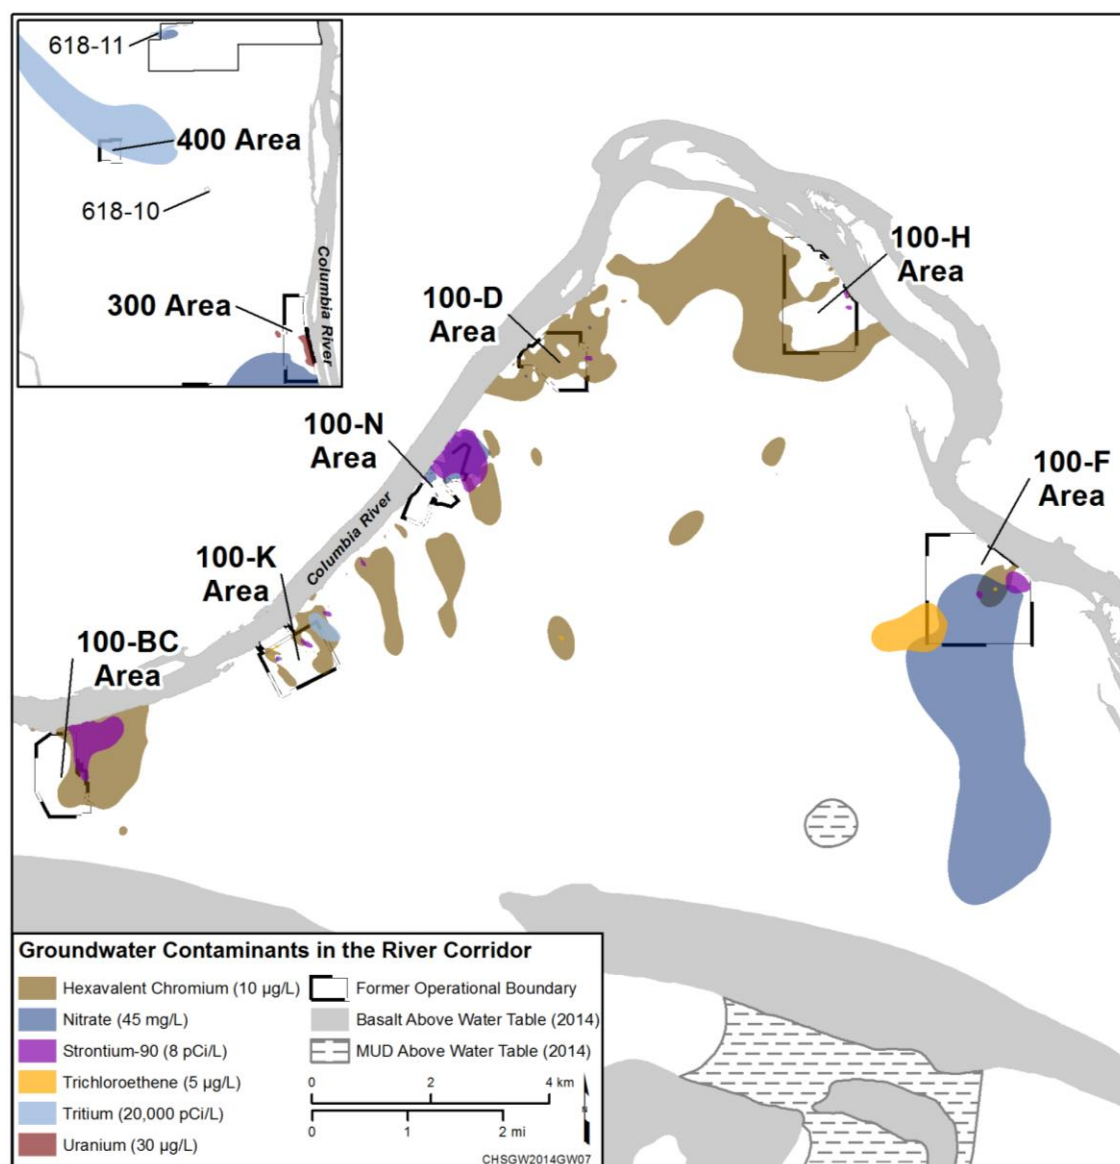 618-11
400 Area
618-10
300 Area
Columbia River
100-H
Area
100-D
Area
100-N
Area
Columbia River
100-F
Area
100-K
Area
100-BC
Area
Groundwater Contaminants in the River Corridor
Hexavalent Chromium (10 µg/L)
Nitrate (45 mg/L)
Strontium-90 (8 pCi/L)
Trichloroethene (5 µg/L)
Tritium (20,000 pCi/L)
Uranium (30 µg/L)
Former Operational Boundary
Basalt Above Water Table (2014)
MUD Above Water Table (2014)
0 2 4 km
0 1 2 mi
N
CHSGW2014GW07